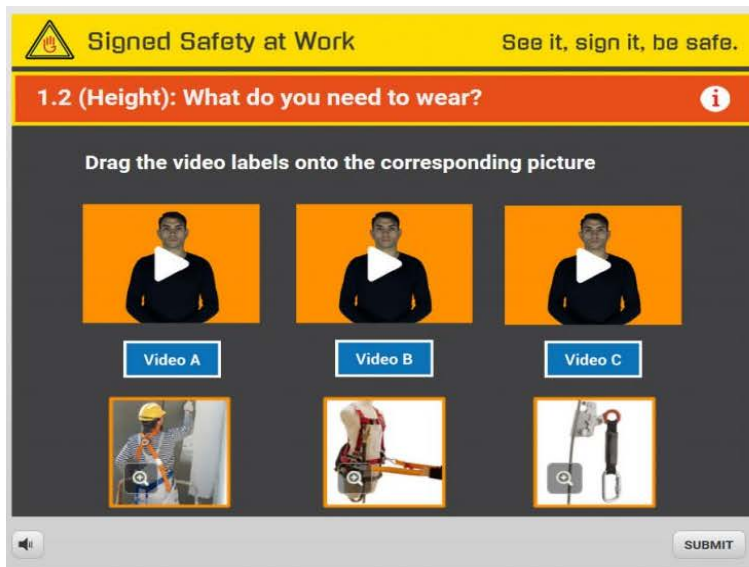 Signed Safety at Work
See it, sign it, be safe.
1.2 (Height): What do you need to wear?
i
Drag the video labels onto the corresponding picture
Video A
Video B
Video C
SUBMIT